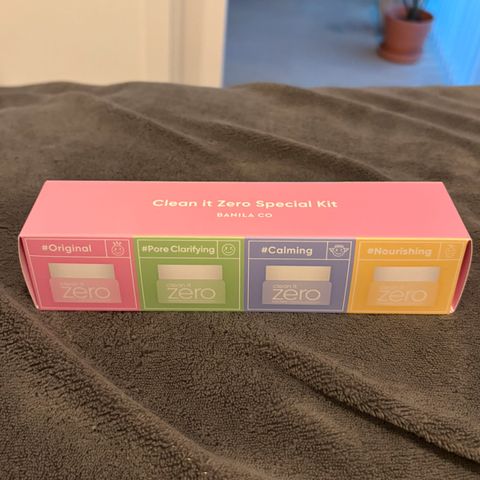 Clean it Zero Special Kit
BANILA CO
#Original
clean it
zero
#Pore Clarifying
clean it
zero
#Calming
clean it
zero
#Nourishing
clean it
zero